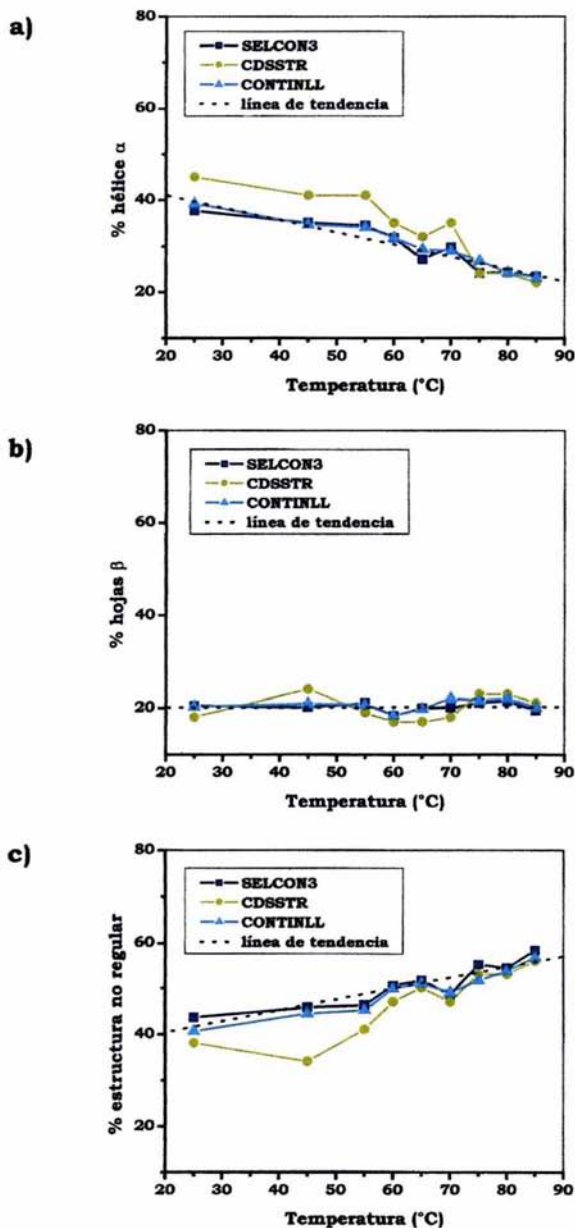 a)
80
60
40
20
% hélice α
SELCON3
CDSSTR
CONTINLL
línea de tendencia
20 30 40 50 60 70 80 90
Temperatura (°C)
b)
80
60
40
20
% hojas β
SELCON3
CDSSTR
CONTINLL
línea de tendencia
20 30 40 50 60 70 80 90
Temperatura (°C)
c)
80
60
40
20
% estructura no regular
SELCON3
CDSSTR
CONTINLL
línea de tendencia
20 30 40 50 60 70 80 90
Temperatura (°C)